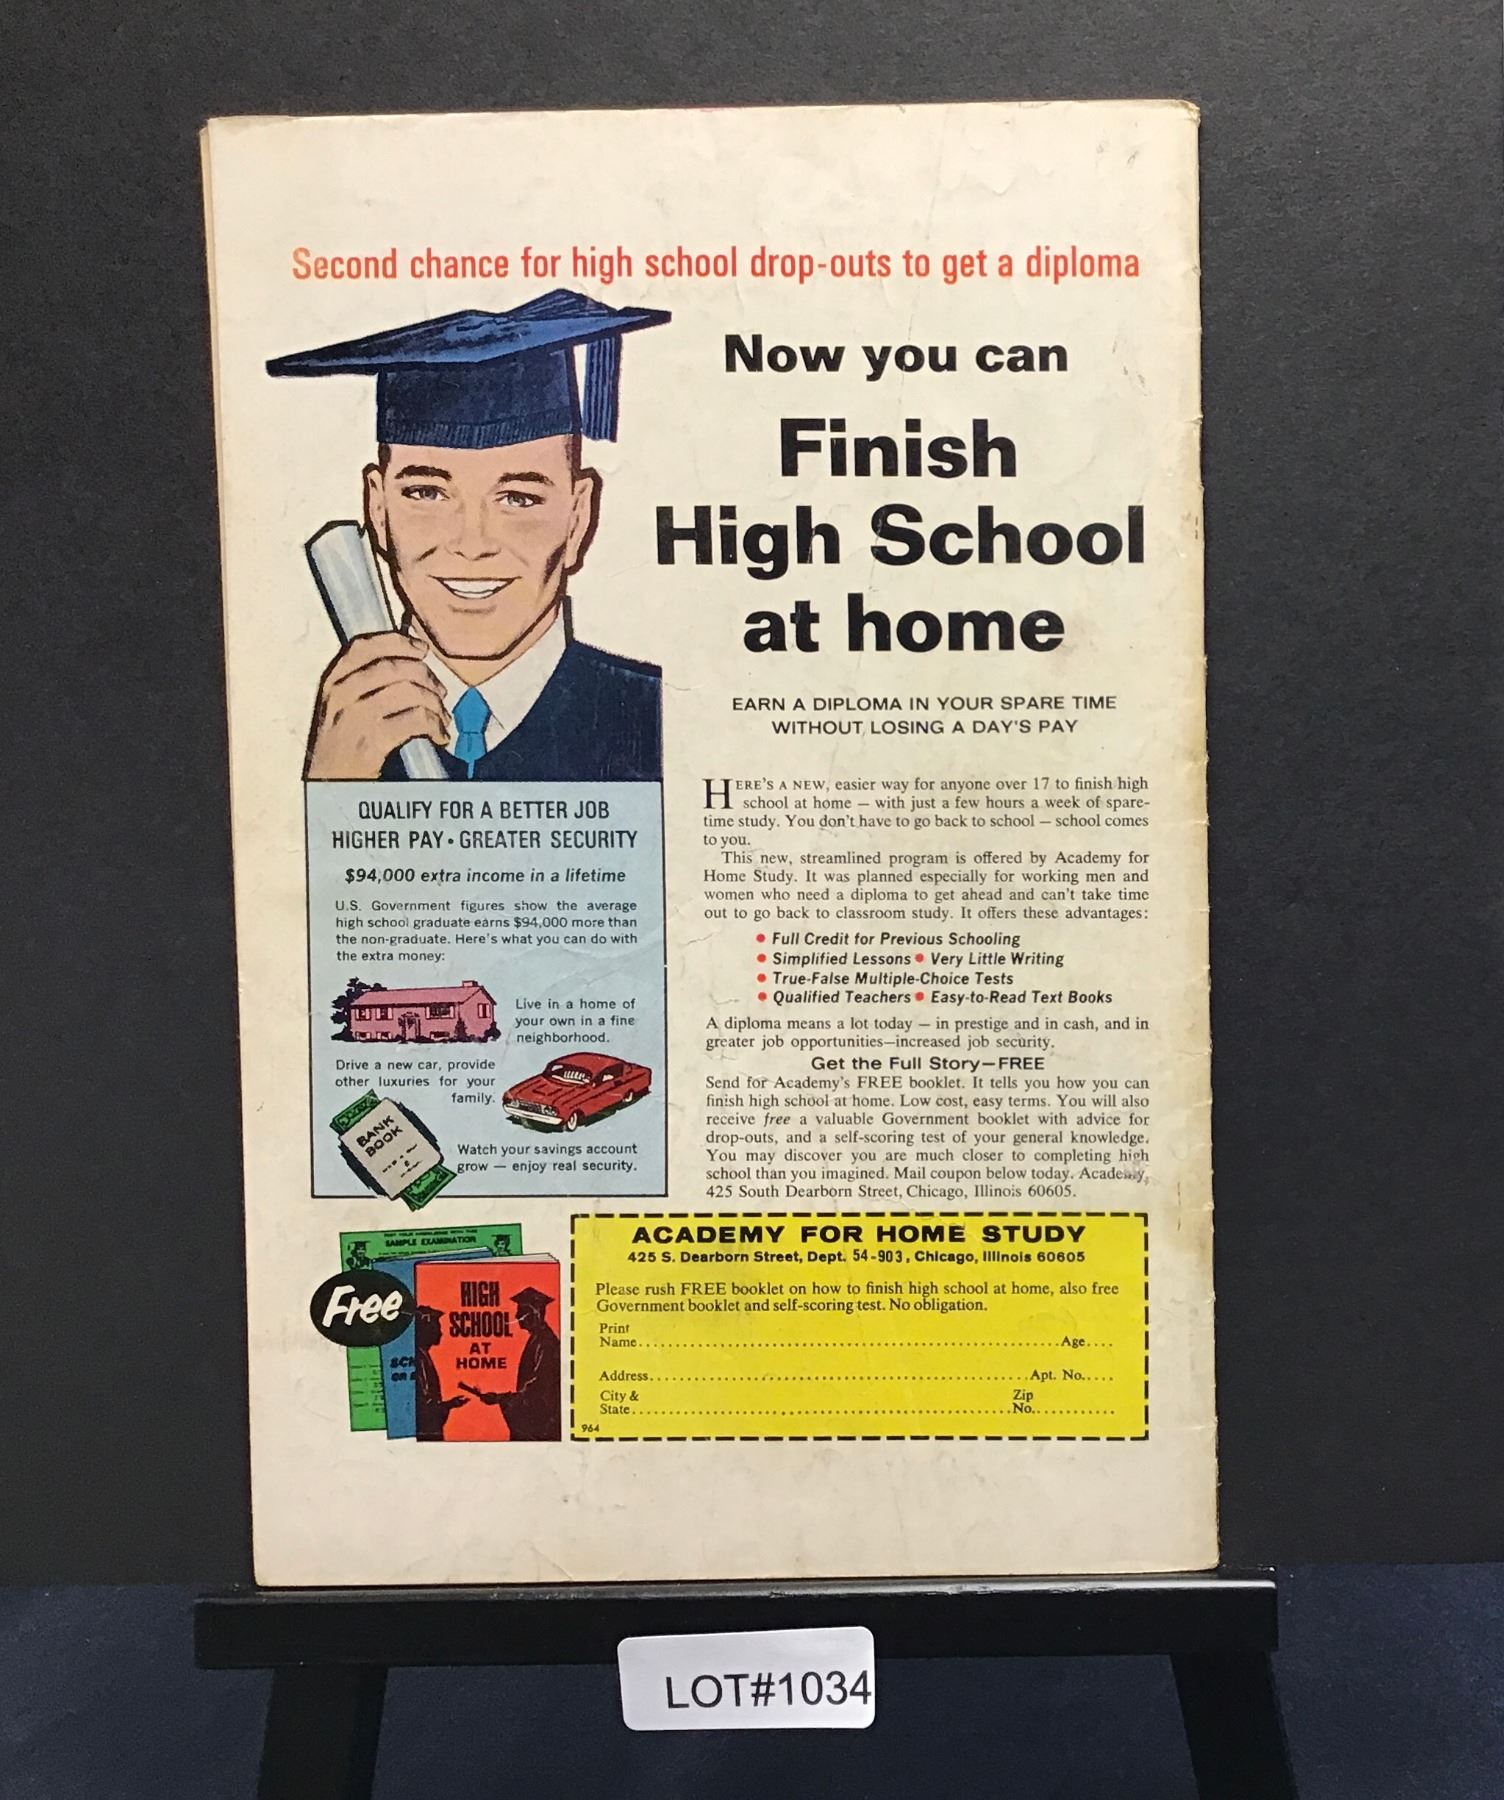 Second chance for high school drop-outs to get a diploma
Now you can
Finish
High School
at home
EARN A DIPLOMA IN YOUR SPARE TIME
WITHOUT LOSING A DAY'S PAY
HERE'S A NEW, easier way for anyone over 17 to finish high
school at home — with just a few hours a week of spare-
time study. You don't have to go back to school — school comes
to you.
This new, streamlined program is offered by Academy for
Home Study. It was planned especially for working men and
women who need a diploma to get ahead and can't take time
out to go back to classroom study. It offers these advantages:
• Full Credit for Previous Schooling
• Simplified Lessons • Very Little Writing
• True-False Multiple-Choice Tests
• Qualified Teachers • Easy-to-Read Text Books
A diploma means a lot today — in prestige and in cash, and in
greater job opportunities—increased job security.
Get the Full Story—FREE
Send for Academy's FREE booklet. It tells you how you can
finish high school at home. Low cost, easy terms. You will also
receive free a valuable Government booklet with advice for
drop-outs, and a self-scoring test of your general knowledge.
You may discover you are much closer to completing high
school than you imagined. Mail coupon below today. Academy,
425 South Dearborn Street, Chicago, Illinois 60605.
QUALIFY FOR A BETTER JOB
HIGHER PAY • GREATER SECURITY
$94,000 extra income in a lifetime
U.S. Government figures show the average
high school graduate earns $94,000 more than
the non-graduate. Here's what you can do with
the extra money:
Live in a home of
your own in a fine
neighborhood.
Drive a new car, provide
other luxuries for your
family.
BANK
BOOK
Watch your savings account
grow — enjoy real security.
SAMPLE EXAMINATION
Free
HIGH
SCHOOL
AT
HOME
ACADEMY FOR HOME STUDY
425 S. Dearborn Street, Dept. 54-903, Chicago, Illinois 60605
Please rush FREE booklet on how to finish high school at home, also free
Government booklet and self-scoring test. No obligation.
Print
Name..........Age....
Address..........Apt. No.....
City & Zip
State..........No..........
964
LOT#1034